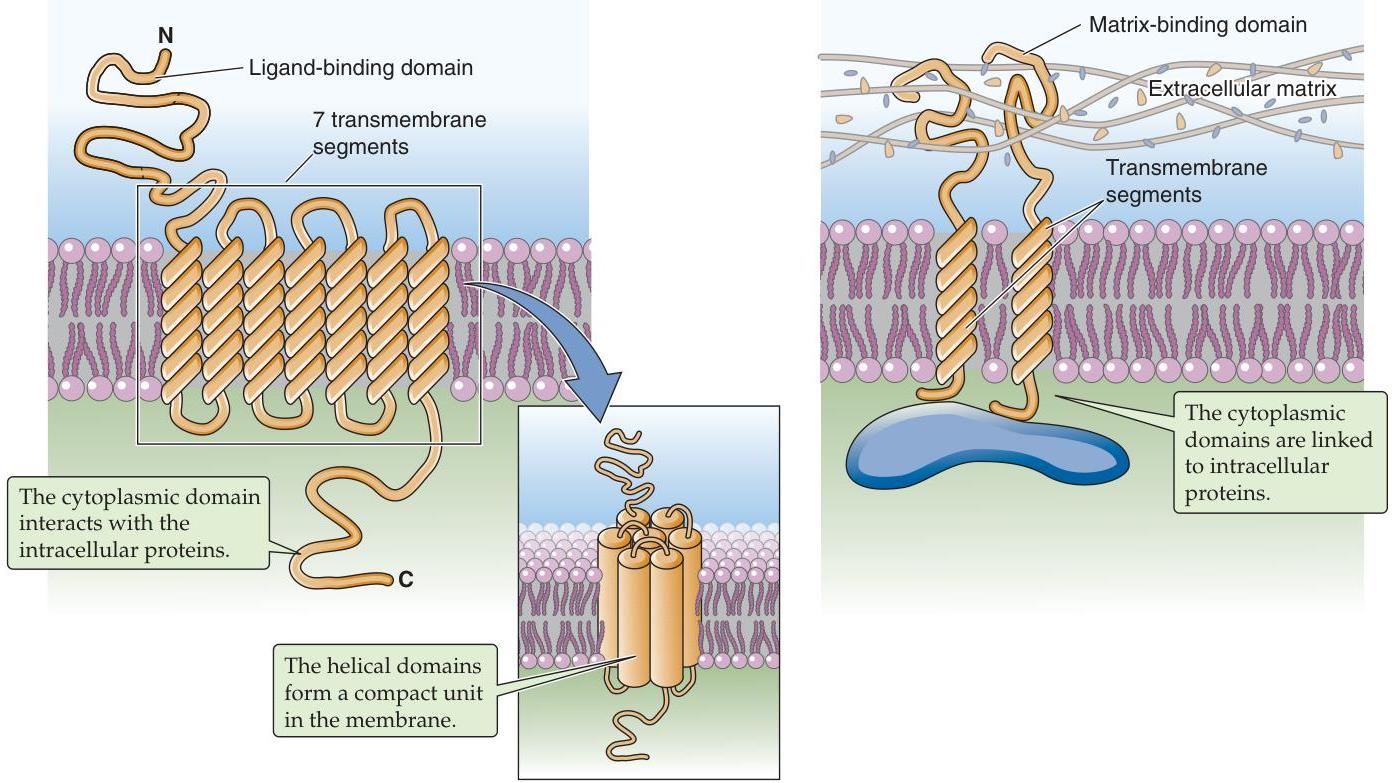 N
Ligand-binding domain
7 transmembrane
segments
The cytoplasmic domain
interacts with the
intracellular proteins.
C
The helical domains
form a compact unit
in the membrane.
Matrix-binding domain
Extracellular matrix
Transmembrane
segments
The cytoplasmic
domains are linked
to intracellular
proteins.